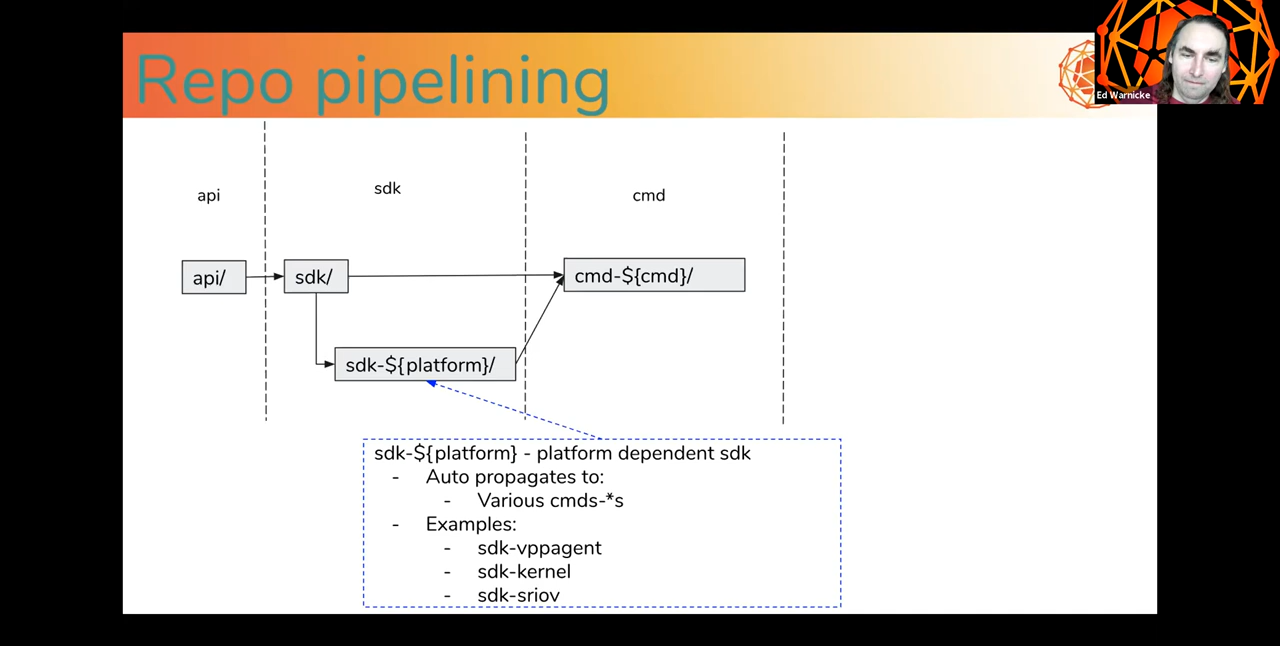 Repo pipelining
Ed Warnicke
api
sdk
cmd
api/
sdk/
cmd-${cmd}/
sdk-${platform}/
sdk-${platform} - platform dependent sdk
- Auto propagates to:
- Various cmds-*s
- Examples:
- sdk-vppagent
- sdk-kernel
- sdk-sriov